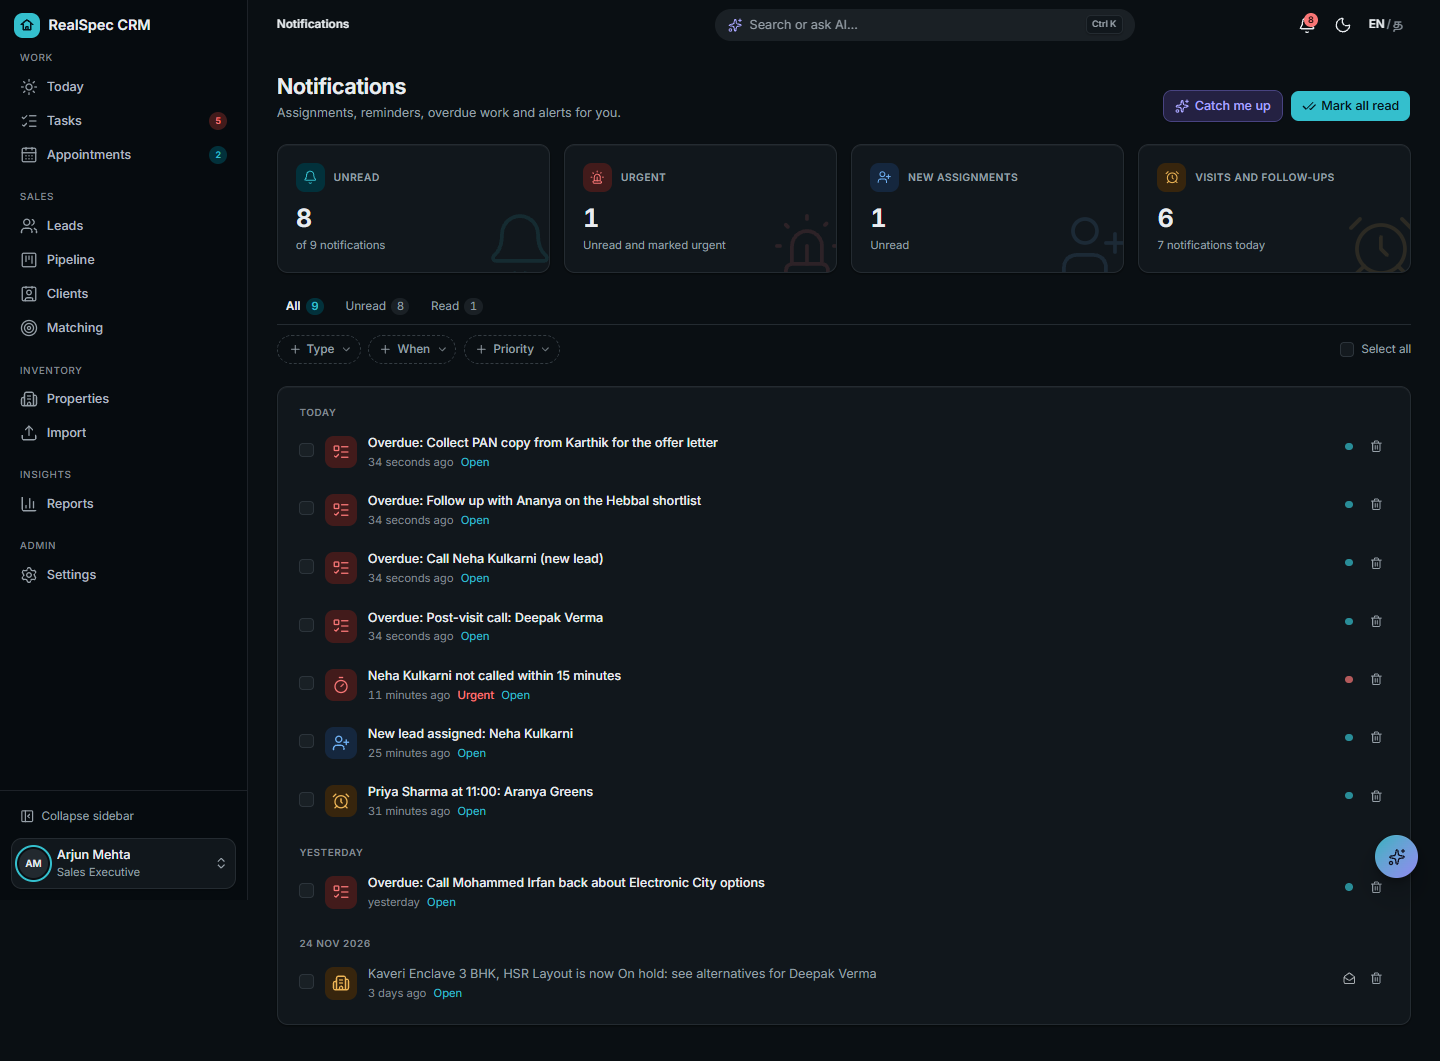 RealSpec CRM
WORK
Today
Tasks 5
Appointments 2
SALES
Leads
Pipeline
Clients
Matching
INVENTORY
Properties
Import
INSIGHTS
Reports
ADMIN
Settings
Collapse sidebar
AM
Arjun Mehta
Sales Executive
Notifications
Search or ask AI... Ctrl K
8
EN / த
Notifications
Assignments, reminders, overdue work and alerts for you.
Catch me up
Mark all read
UNREAD
8
of 9 notifications
URGENT
1
Unread and marked urgent
NEW ASSIGNMENTS
1
Unread
VISITS AND FOLLOW-UPS
6
7 notifications today
All 9 Unread 8 Read 1
+ Type + When + Priority Select all
TODAY
Overdue: Collect PAN copy from Karthik for the offer letter
34 seconds ago Open
Overdue: Follow up with Ananya on the Hebbal shortlist
34 seconds ago Open
Overdue: Call Neha Kulkarni (new lead)
34 seconds ago Open
Overdue: Post-visit call: Deepak Verma
34 seconds ago Open
Neha Kulkarni not called within 15 minutes
11 minutes ago Urgent Open
New lead assigned: Neha Kulkarni
25 minutes ago Open
Priya Sharma at 11:00: Aranya Greens
31 minutes ago Open
YESTERDAY
Overdue: Call Mohammed Irfan back about Electronic City options
yesterday Open
24 NOV 2026
Kaveri Enclave 3 BHK, HSR Layout is now On hold: see alternatives for Deepak Verma
3 days ago Open